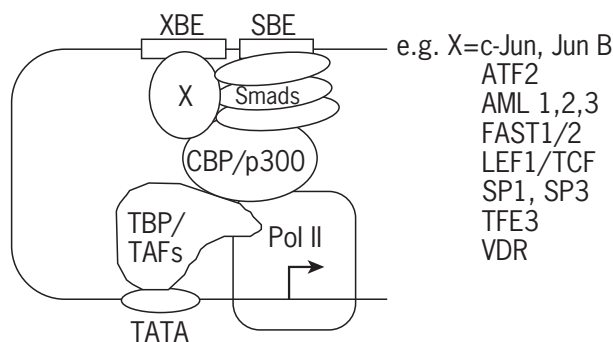 XBE SBE
e.g. X=c-Jun, Jun B
ATF2
AML 1,2,3
FAST1/2
LEF1/TCF
SP1, SP3
TFE3
VDR
X
Smads
CBP/p300
TBP/
TAFs
Pol II
TATA